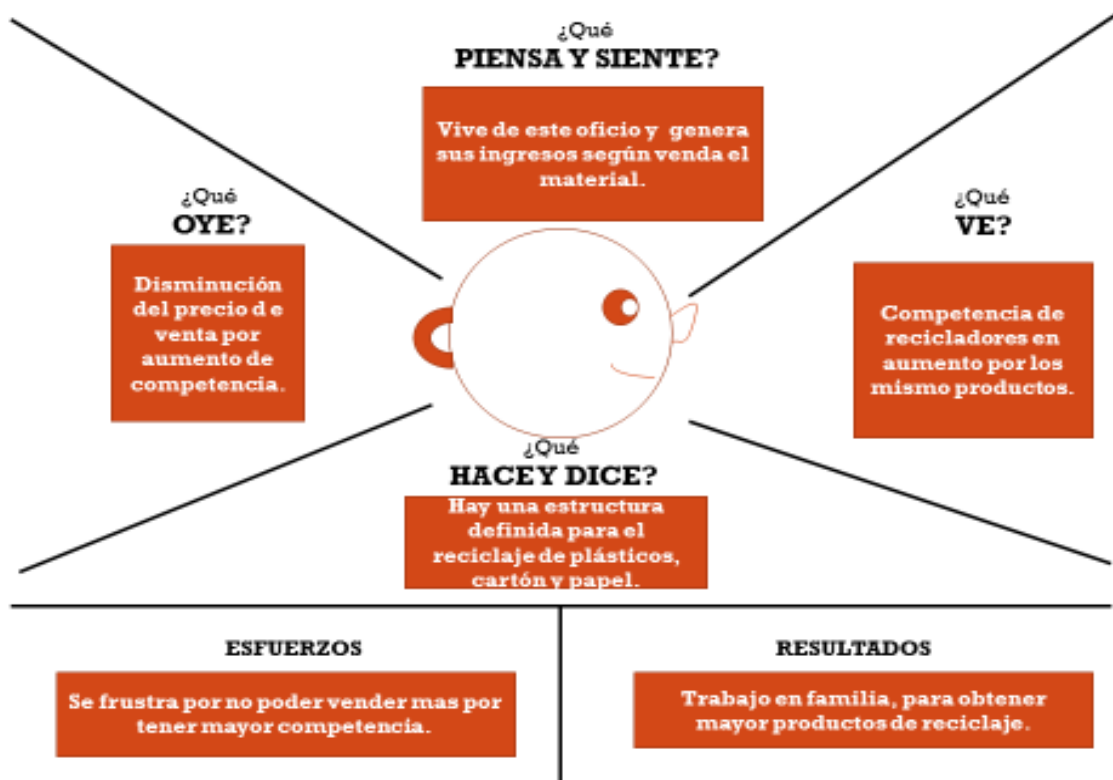 ¿Qué
PIENSA Y SIENTE?
Vive de este oficio y genera
sus ingresos según venda el
material.
¿Qué
OYE?
Disminución
del precio d e
venta por
aumento de
competencia.
¿Qué
VE?
Competencia de
recicladores en
aumento por los
mismo productos.
¿Qué
HACE Y DICE?
Hay una estructura
definida para el
reciclaje de plásticos,
cartón y papel.
ESFUERZOS
Se frustra por no poder vender mas por
tener mayor competencia.
RESULTADOS
Trabajo en familia, para obtener
mayor productos de reciclaje.